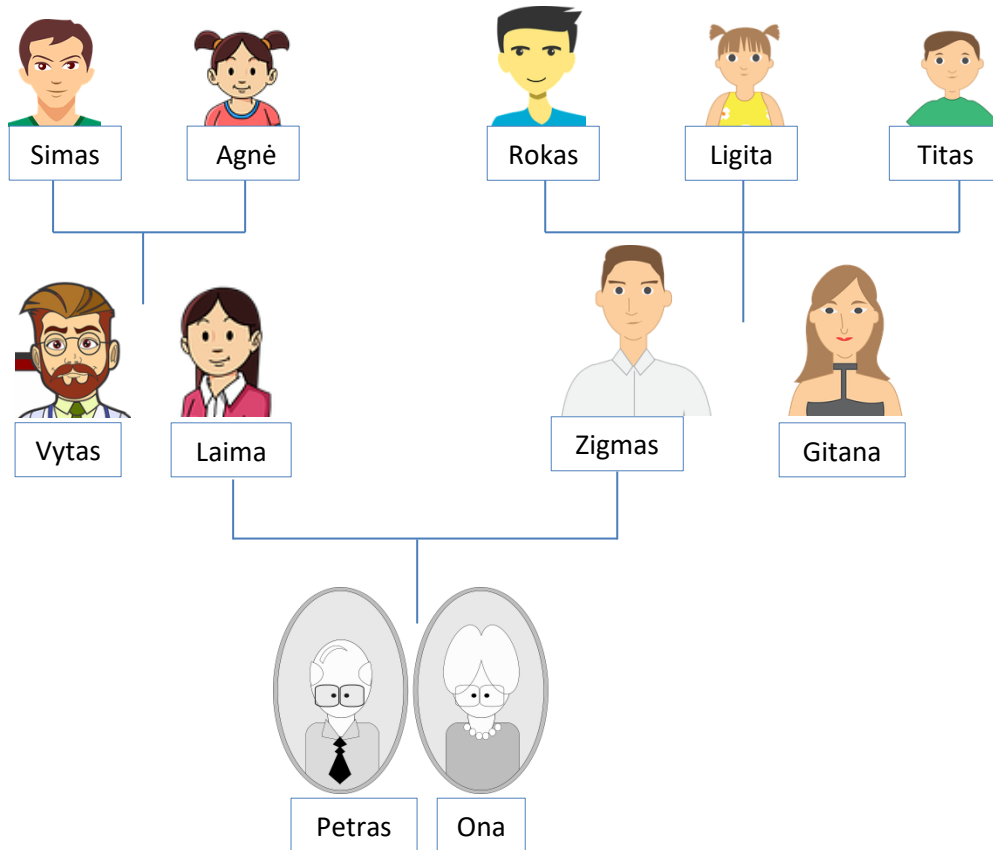 Simas
Agnė
Rokas
Ligita
Titas
Vytas
Laima
Zigmas
Gitana
Petras
Ona